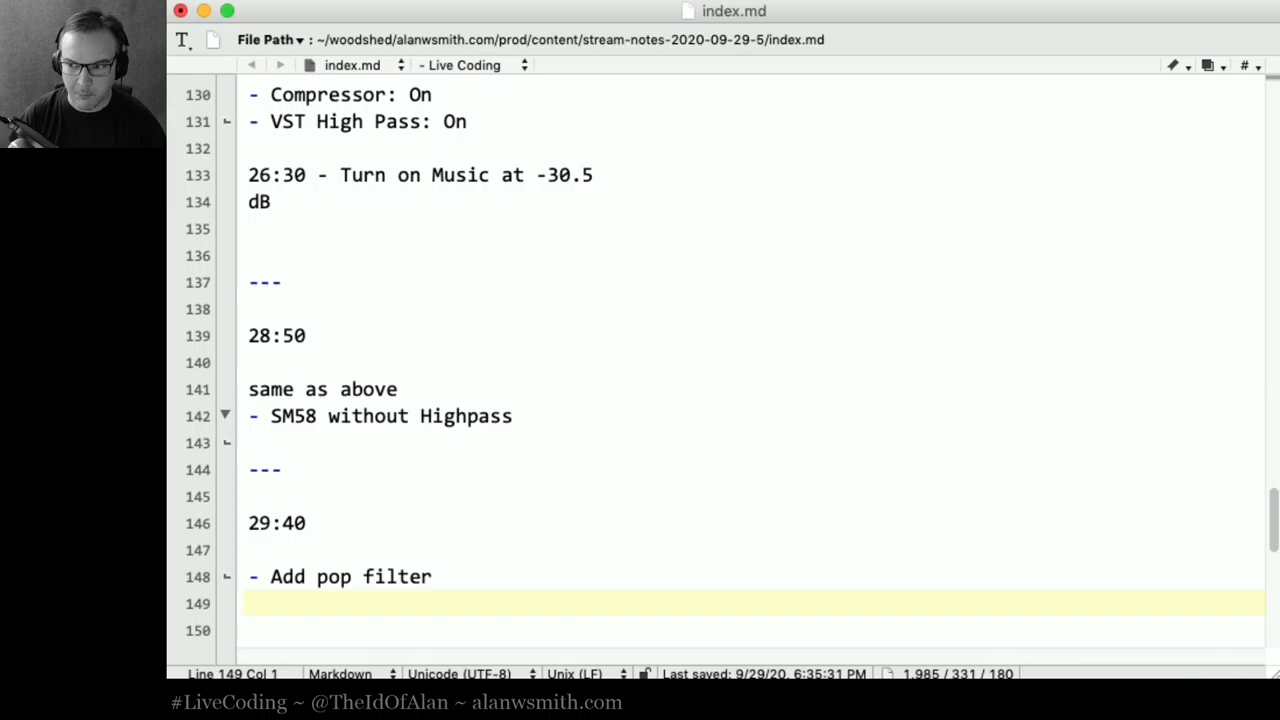 index.md
T. File Path : ~/woodshed/alanwsmith.com/prod/content/stream-notes-2020-09-29-5/index.md
index.md - Live Coding #
130 - Compressor: On
131 - VST High Pass: On
132
133 26:30 - Turn on Music at -30.5
134 dB
135
136
137 ---
138
139 28:50
140
141 same as above
142 - SM58 without Highpass
143
144 ---
145
146 29:40
147
148 - Add pop filter
149
150
Line 149 Col 1 Markdown Unicode (UTF-8) Unix (LF) Last saved: 9/29/20, 6:35:31 PM 1,985 / 331 / 180
#LiveCoding ~ @TheIdOfAlan ~ alanwsmith.com